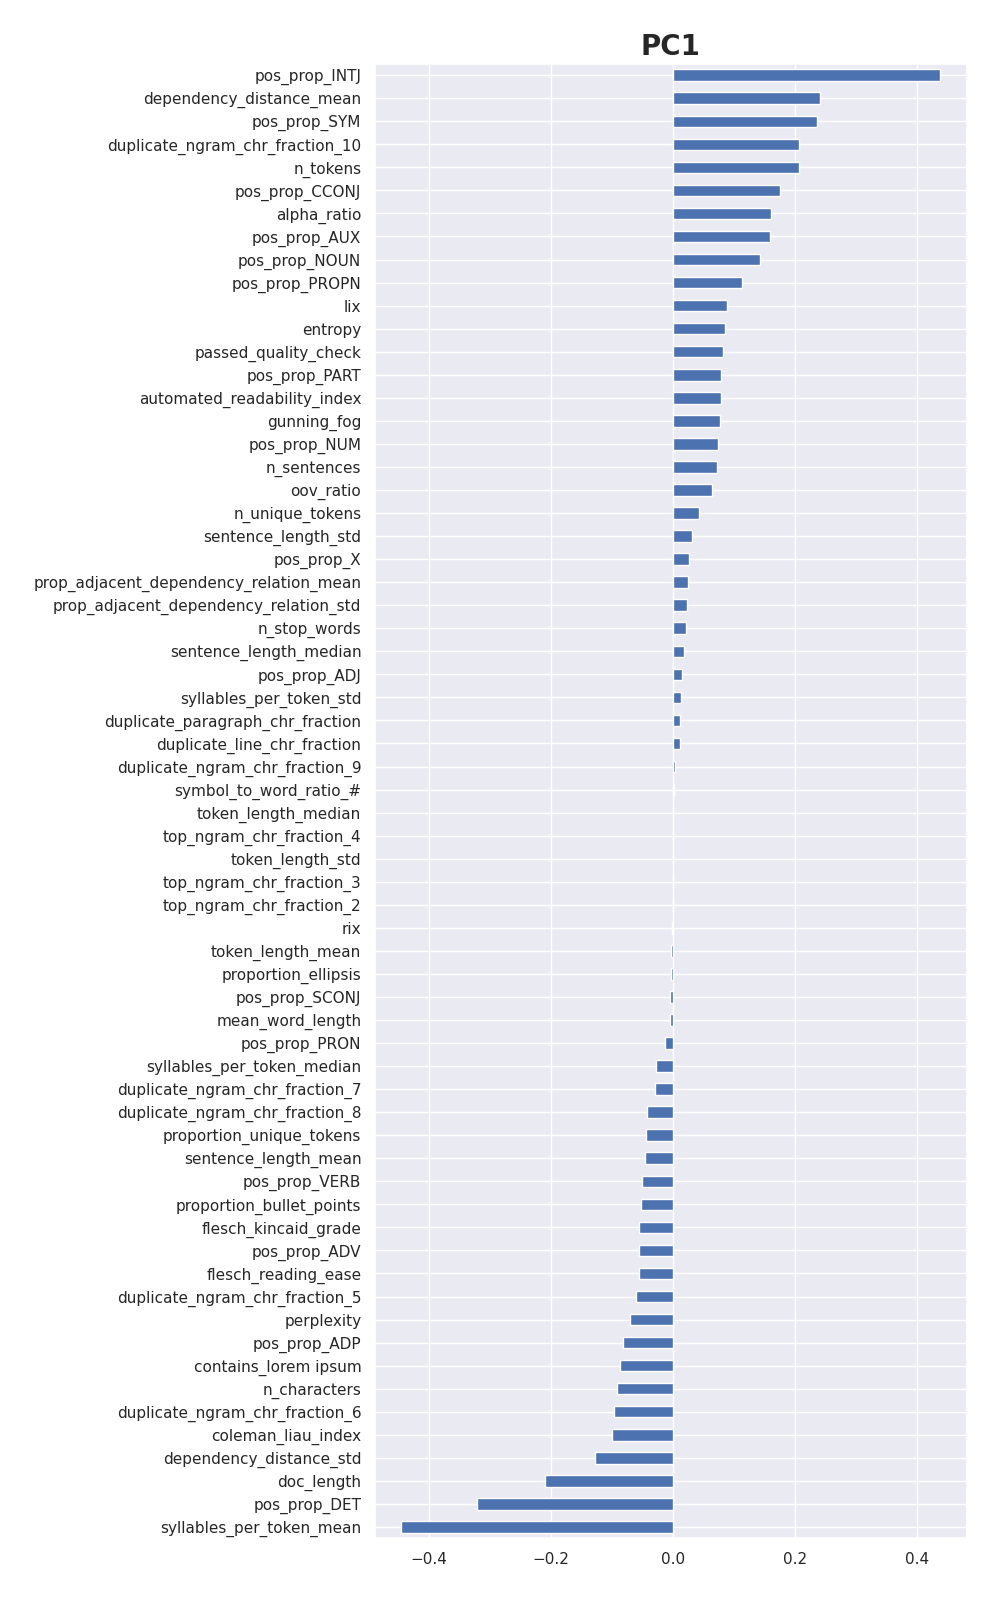 PC1
pos_prop_INTJ
dependency_distance_mean
pos_prop_SYM
duplicate_ngram_chr_fraction_10
n_tokens
pos_prop_CCONJ
alpha_ratio
pos_prop_AUX
pos_prop_NOUN
pos_prop_PROPN
lix
entropy
passed_quality_check
pos_prop_PART
automated_readability_index
gunning_fog
pos_prop_NUM
n_sentences
oov_ratio
n_unique_tokens
sentence_length_std
pos_prop_X
prop_adjacent_dependency_relation_mean
prop_adjacent_dependency_relation_std
n_stop_words
sentence_length_median
pos_prop_ADJ
syllables_per_token_std
duplicate_paragraph_chr_fraction
duplicate_line_chr_fraction
duplicate_ngram_chr_fraction_9
symbol_to_word_ratio_#
token_length_median
top_ngram_chr_fraction_4
token_length_std
top_ngram_chr_fraction_3
top_ngram_chr_fraction_2
rix
token_length_mean
proportion_ellipsis
pos_prop_SCONJ
mean_word_length
pos_prop_PRON
syllables_per_token_median
duplicate_ngram_chr_fraction_7
duplicate_ngram_chr_fraction_8
proportion_unique_tokens
sentence_length_mean
pos_prop_VERB
proportion_bullet_points
flesch_kincaid_grade
pos_prop_ADV
flesch_reading_ease
duplicate_ngram_chr_fraction_5
perplexity
pos_prop_ADP
contains_lorem ipsum
n_characters
duplicate_ngram_chr_fraction_6
coleman_liau_index
dependency_distance_std
doc_length
pos_prop_DET
syllables_per_token_mean
−0.4 −0.2 0.0 0.2 0.4